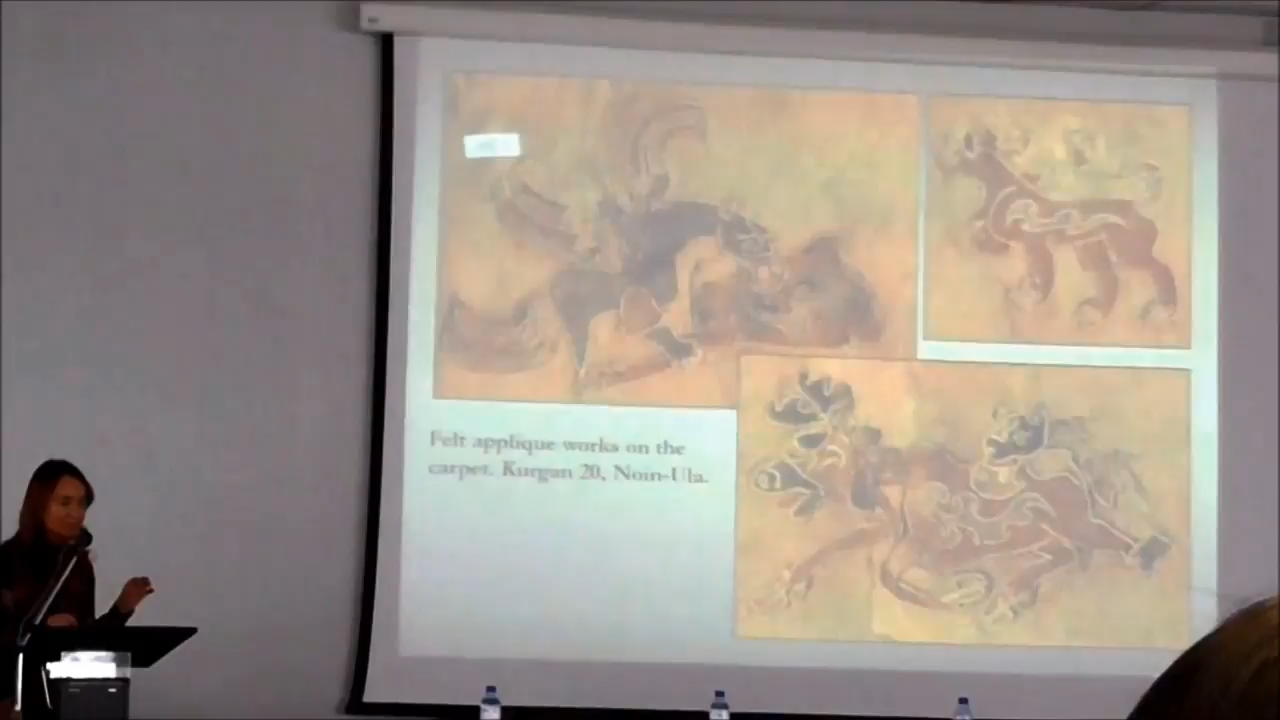 Felt applique works on the
carpet. Kurgan 20, Noin-Ula.